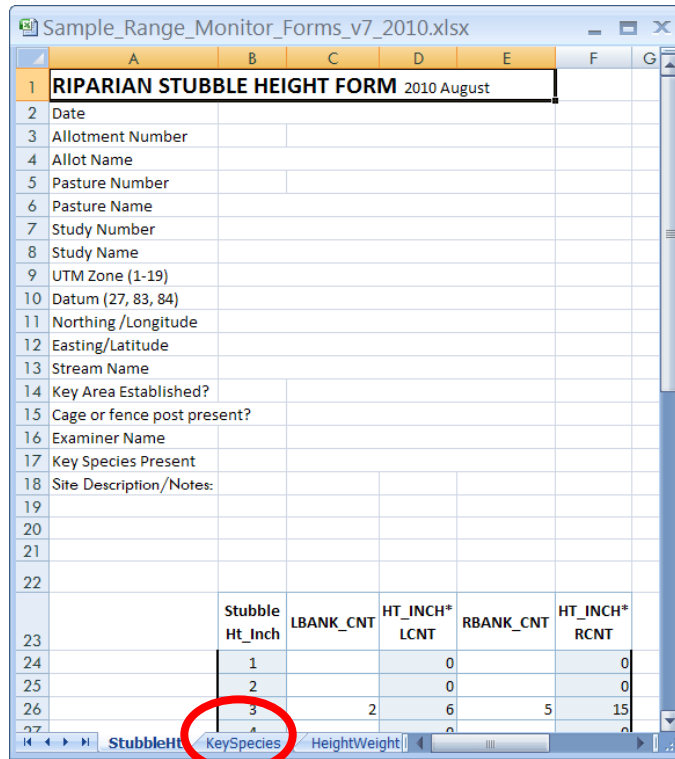 Sample_Range_Monitor_Forms_v7_2010.xlsx
A B C D E F G
1 RIPARIAN STUBBLE HEIGHT FORM 2010 August
2 Date
3 Allotment Number
4 Allot Name
5 Pasture Number
6 Pasture Name
7 Study Number
8 Study Name
9 UTM Zone (1-19)
10 Datum (27, 83, 84)
11 Northing /Longitude
12 Easting/Latitude
13 Stream Name
14 Key Area Established?
15 Cage or fence post present?
16 Examiner Name
17 Key Species Present
18 Site Description/Notes:
19
20
21
22
Stubble HT_INCH* HT_INCH*
LBANK_CNT RBANK_CNT
23 Ht_Inch LCNT RCNT
24 1 0 0
25 2 0 0
26 3 2 6 5 15
27 4 0 0
StubbleHt KeySpecies HeightWeight